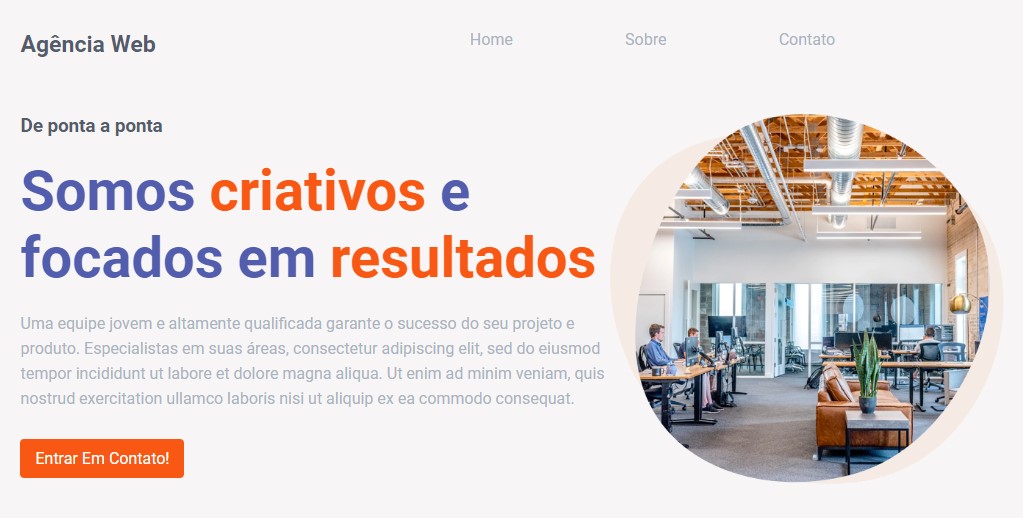 Agência Web
Home
Sobre
Contato
De ponta a ponta
Somos criativos e
focados em resultados
Uma equipe jovem e altamente qualificada garante o sucesso do seu projeto e
produto. Especialistas em suas áreas, consectetur adipiscing elit, sed do eiusmod
tempor incididunt ut labore et dolore magna aliqua. Ut enim ad minim veniam, quis
nostrud exercitation ullamco laboris nisi ut aliquip ex ea commodo consequat.
Entrar Em Contato!